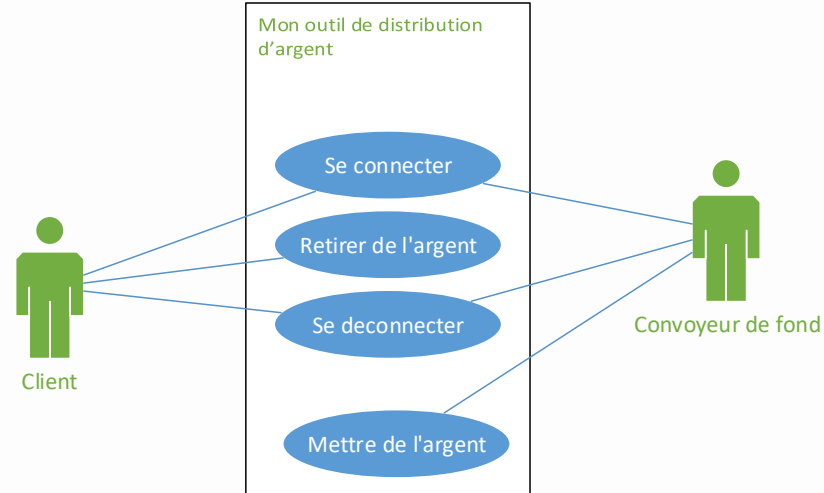 Mon outil de distribution
d’argent
Se connecter
Retirer de l'argent
Se deconnecter
Mettre de l'argent
Client
Convoyeur de fond